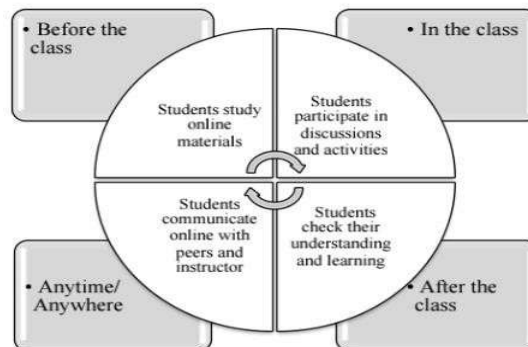 • Before the
class
• In the class
Students study
online
materials
Students
participate in
discussions
and activities
Students
communicate
online with
peers and
instructor
Students
check their
understanding
and learning
• Anytime/
Anywhere
• After the
class